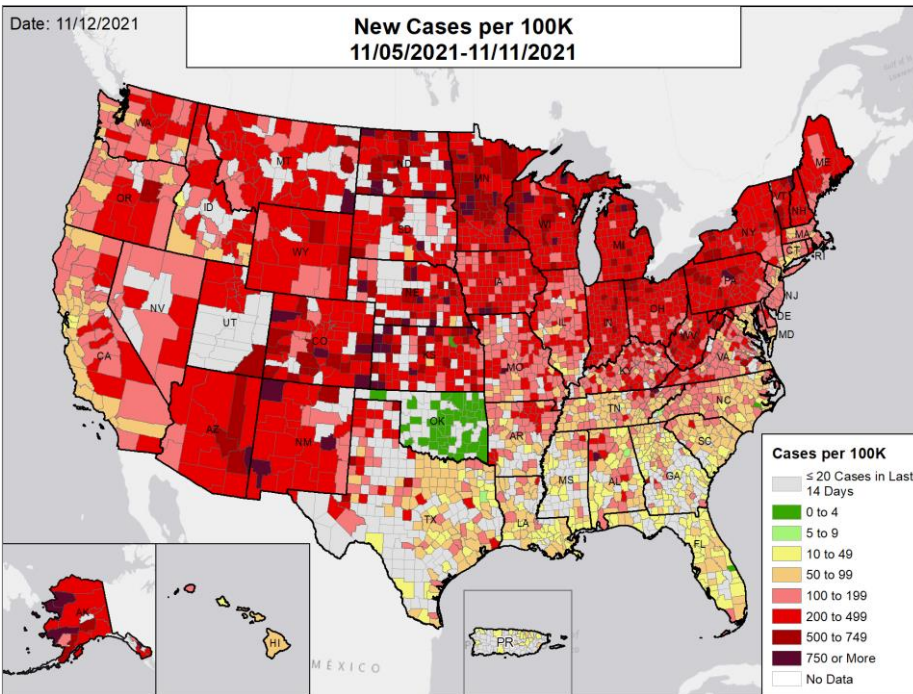 Date: 11/12/2021
New Cases per 100K
11/05/2021-11/11/2021
WA
MT
ND
MN
ME
OR
ID
SD
WI
MI
VT
NH
NY
MA
CT
RI
WY
NE
IA
PA
NJ
NV
UT
CO
IL
IN
OH
DE
MD
CA
KS
MO
WV
VA
KY
AZ
NM
OK
AR
TN
NC
SC
TX
LA
MS
AL
GA
FL
AK
HI
PR
MÉXICO
Cases per 100K
≤ 20 Cases in Last
14 Days
0 to 4
5 to 9
10 to 49
50 to 99
100 to 199
200 to 499
500 to 749
750 or More
No Data